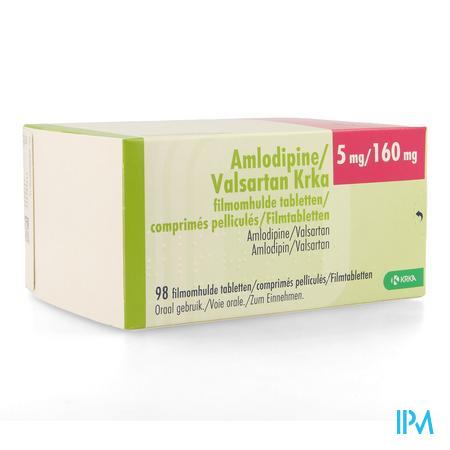 Amlodipine/
Valsartan Krka
5 mg/160 mg
filmomhulde tabletten/
comprimés pelliculés/Filmtabletten
Amlodipine/Valsartan
Amlodipin/Valsartan
98 filmomhulde tabletten/comprimés pelliculés/Filmtabletten
Oraal gebruik./Voie orale./Zum Einnehmen.
KRKA
IPM